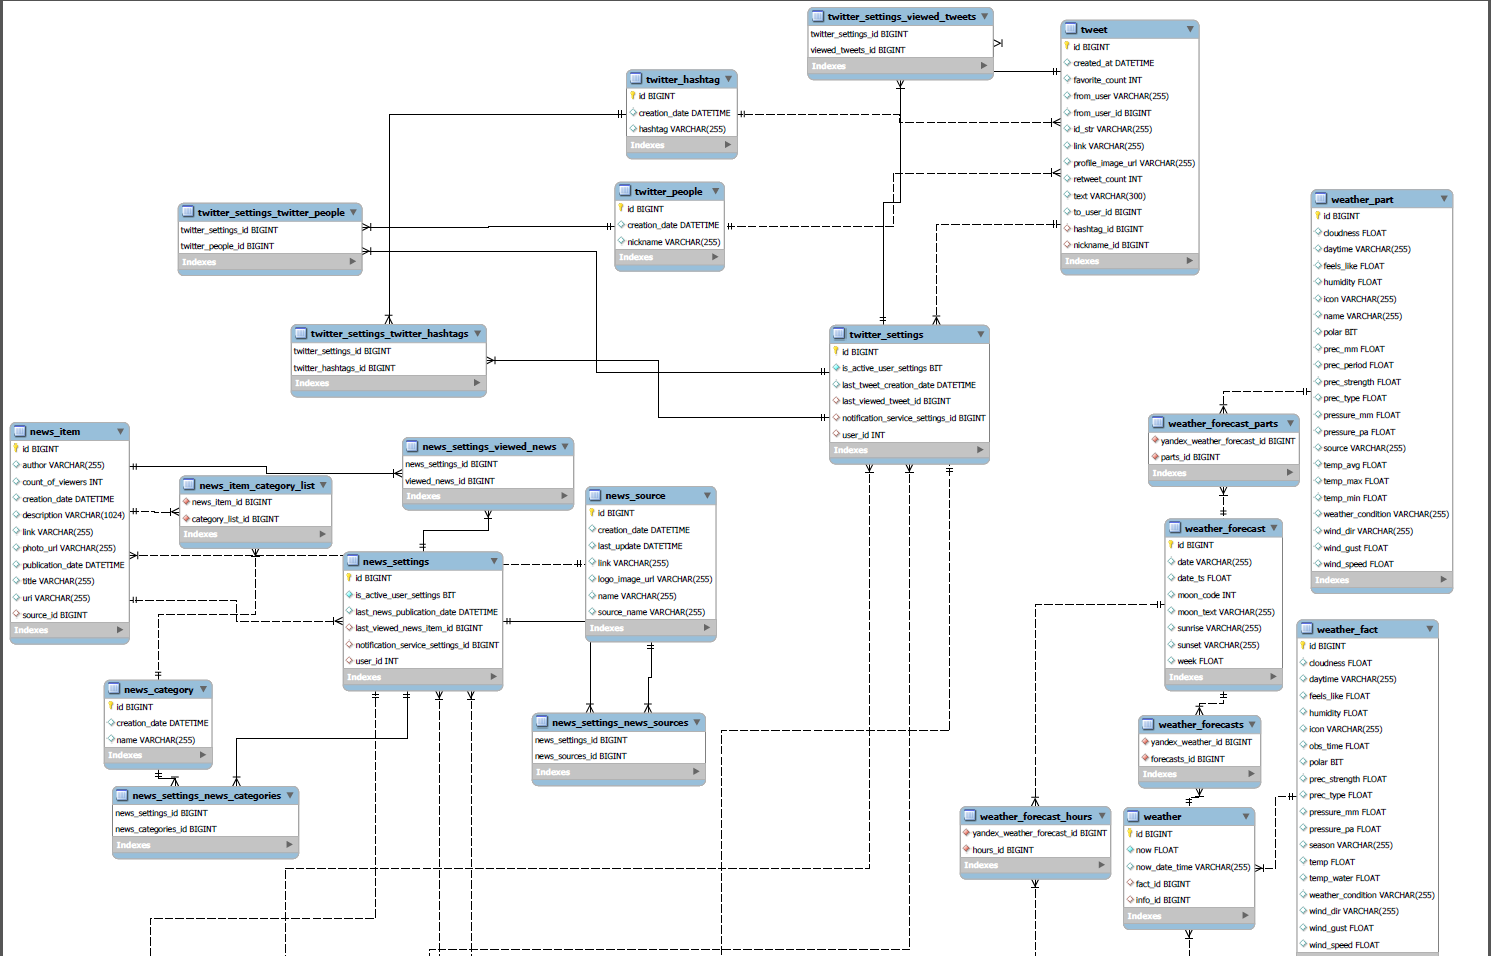 twitter_settings_viewed_tweets
twitter_settings_id BIGINT
viewed_tweets_id BIGINT
Indexes
tweet
id BIGINT
created_at DATETIME
favorite_count INT
from_user VARCHAR(255)
from_user_id BIGINT
id_str VARCHAR(255)
link VARCHAR(255)
profile_image_url VARCHAR(255)
retweet_count INT
text VARCHAR(300)
to_user_id BIGINT
hashtag_id BIGINT
nickname_id BIGINT
Indexes
twitter_hashtag
id BIGINT
creation_date DATETIME
hashtag VARCHAR(255)
Indexes
twitter_people
id BIGINT
creation_date DATETIME
nickname VARCHAR(255)
Indexes
twitter_settings_twitter_people
twitter_settings_id BIGINT
twitter_people_id BIGINT
Indexes
weather_part
id BIGINT
cloudness FLOAT
daytime VARCHAR(255)
feels_like FLOAT
humidity FLOAT
icon VARCHAR(255)
name VARCHAR(255)
polar BIT
prec_mm FLOAT
prec_period FLOAT
prec_strength FLOAT
prec_type FLOAT
pressure_mm FLOAT
pressure_pa FLOAT
source VARCHAR(255)
temp_avg FLOAT
temp_max FLOAT
temp_min FLOAT
weather_condition VARCHAR(255)
wind_dir VARCHAR(255)
wind_gust FLOAT
wind_speed FLOAT
Indexes
twitter_settings_twitter_hashtags
twitter_settings_id BIGINT
twitter_hashtags_id BIGINT
Indexes
twitter_settings
id BIGINT
is_active_user_settings BIT
last_tweet_creation_date DATETIME
last_viewed_tweet_id BIGINT
notification_service_settings_id BIGINT
user_id INT
Indexes
weather_forecast_parts
yandex_weather_forecast_id BIGINT
parts_id BIGINT
Indexes
news_item
id BIGINT
author VARCHAR(255)
count_of_viewers INT
creation_date DATETIME
description VARCHAR(1024)
link VARCHAR(255)
photo_url VARCHAR(255)
publication_date DATETIME
title VARCHAR(255)
uri VARCHAR(255)
source_id BIGINT
Indexes
news_item_category_list
news_item_id BIGINT
category_list_id BIGINT
Indexes
news_settings_viewed_news
news_settings_id BIGINT
viewed_news_id BIGINT
Indexes
news_source
id BIGINT
creation_date DATETIME
last_update DATETIME
link VARCHAR(255)
logo_image_url VARCHAR(255)
name VARCHAR(255)
source_name VARCHAR(255)
Indexes
news_settings
id BIGINT
is_active_user_settings BIT
last_news_publication_date DATETIME
last_viewed_news_item_id BIGINT
notification_service_settings_id BIGINT
user_id INT
Indexes
weather_forecast
id BIGINT
date VARCHAR(255)
date_ts FLOAT
moon_code INT
moon_text VARCHAR(255)
sunrise VARCHAR(255)
sunset VARCHAR(255)
week FLOAT
Indexes
weather_fact
id BIGINT
cloudness FLOAT
daytime VARCHAR(255)
feels_like FLOAT
humidity FLOAT
icon VARCHAR(255)
obs_time FLOAT
polar BIT
prec_strength FLOAT
prec_type FLOAT
pressure_mm FLOAT
pressure_pa FLOAT
season VARCHAR(255)
temp FLOAT
temp_water FLOAT
weather_condition VARCHAR(255)
wind_dir VARCHAR(255)
wind_gust FLOAT
wind_speed FLOAT
news_category
id BIGINT
creation_date DATETIME
name VARCHAR(255)
Indexes
news_settings_news_sources
news_settings_id BIGINT
news_sources_id BIGINT
Indexes
weather_forecasts
yandex_weather_id BIGINT
forecasts_id BIGINT
Indexes
news_settings_news_categories
news_settings_id BIGINT
news_categories_id BIGINT
Indexes
weather_forecast_hours
yandex_weather_forecast_id BIGINT
hours_id BIGINT
Indexes
weather
id BIGINT
now FLOAT
now_date_time VARCHAR(255)
fact_id BIGINT
info_id BIGINT
Indexes